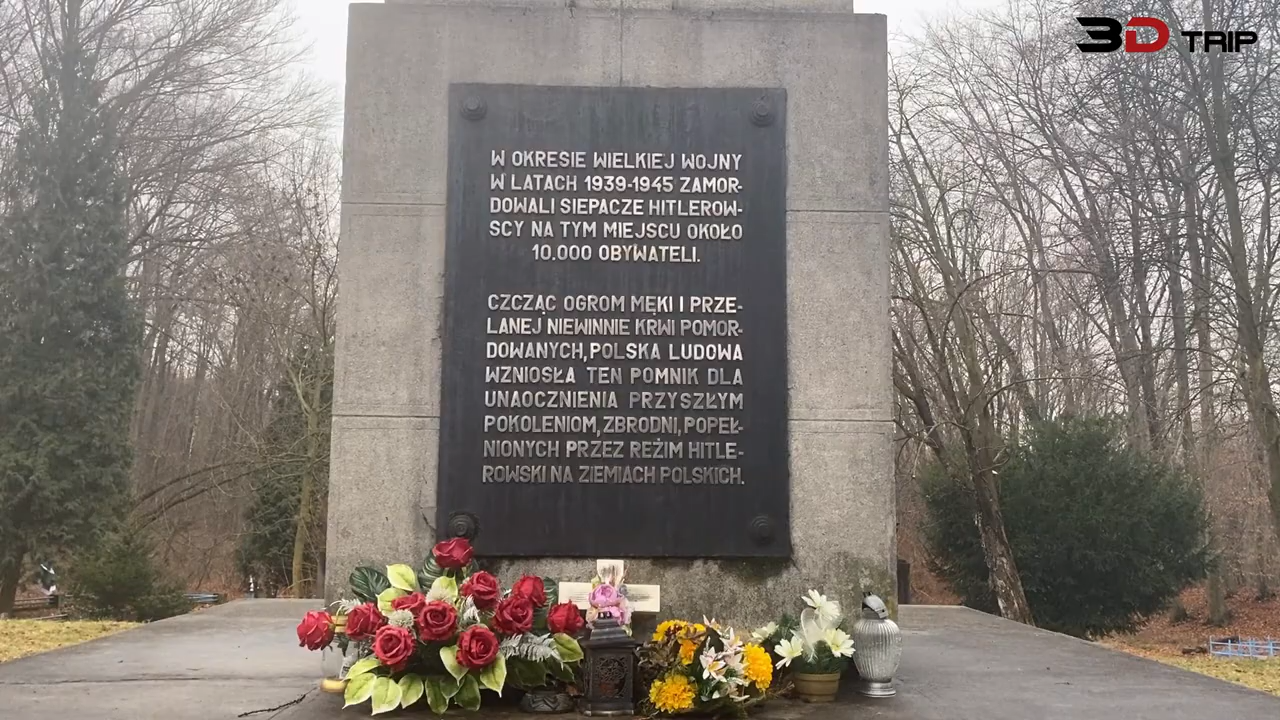 3D TRIP
W OKRESIE WIELKIEJ WOJNY
W LATACH 1939-1945 ZAMOR-
DOWALI SIEPACZE HITLEROW-
SCY NA TYM MIEJSCU OKOŁO
10.000 OBYWATELI.
CZCZĄC OGROM MĘKI I PRZE-
LANEJ NIEWINNIE KRWI POMOR-
DOWANYCH, POLSKA LUDOWA
WZNIOSŁA TEN POMNIK DLA
UNAOCZNIENIA PRZYSZŁYM
POKOLENIOM, ZBRODNI, POPEŁ-
NIONYCH PRZEZ REŻIM HITLE-
ROWSKI NA ZIEMIACH POLSKICH.